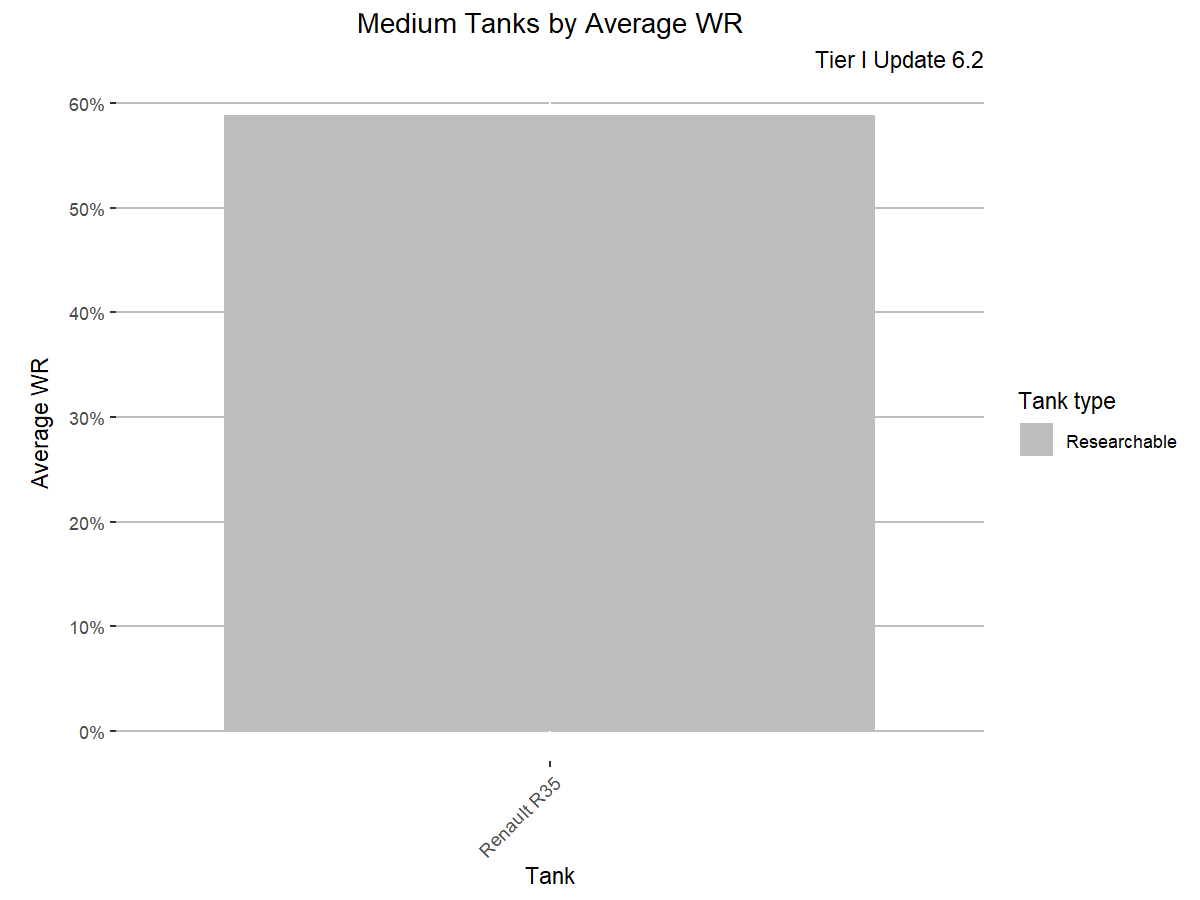 Medium Tanks by Average WR
Tier I Update 6.2
60%
50%
40%
30%
20%
10%
0%
Average WR
Renault R35
Tank
Tank type
Researchable